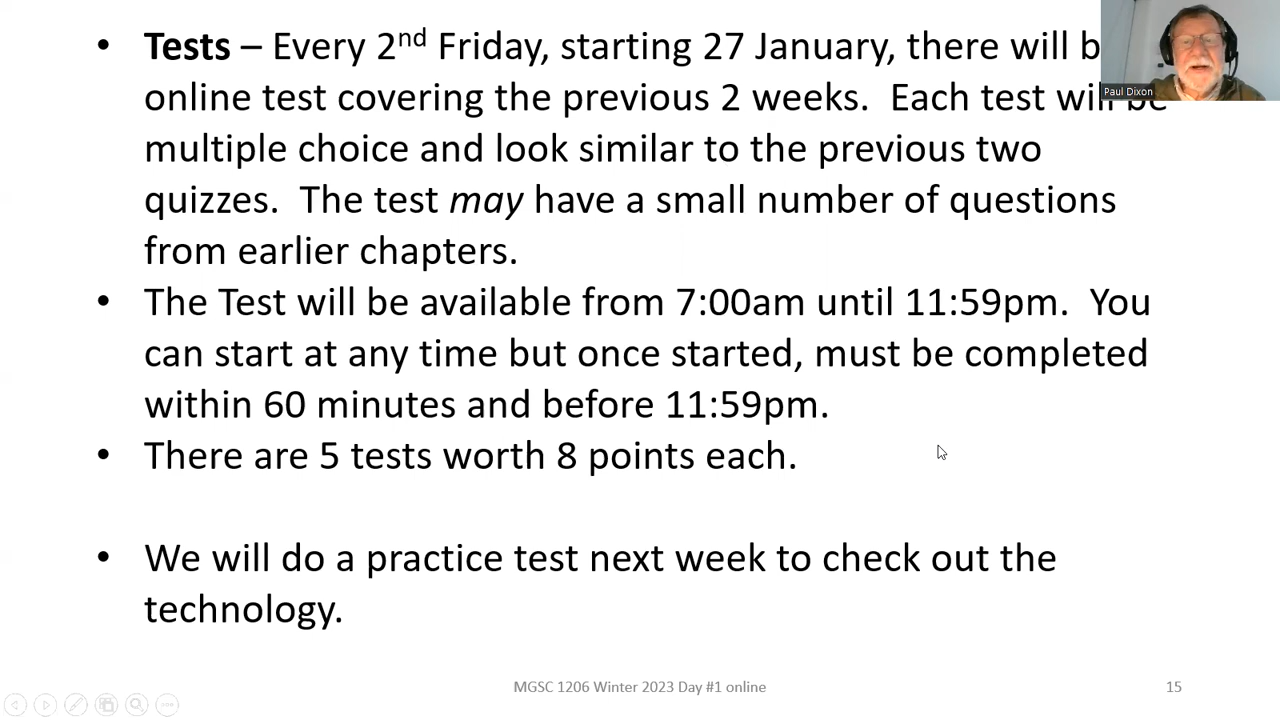 • Tests – Every 2nd Friday, starting 27 January, there will b
online test covering the previous 2 weeks. Each test will be
multiple choice and look similar to the previous two
quizzes. The test may have a small number of questions
from earlier chapters.
• The Test will be available from 7:00am until 11:59pm. You
can start at any time but once started, must be completed
within 60 minutes and before 11:59pm.
• There are 5 tests worth 8 points each.
• We will do a practice test next week to check out the
technology.
Paul Dixon
MGSC 1206 Winter 2023 Day #1 online
15